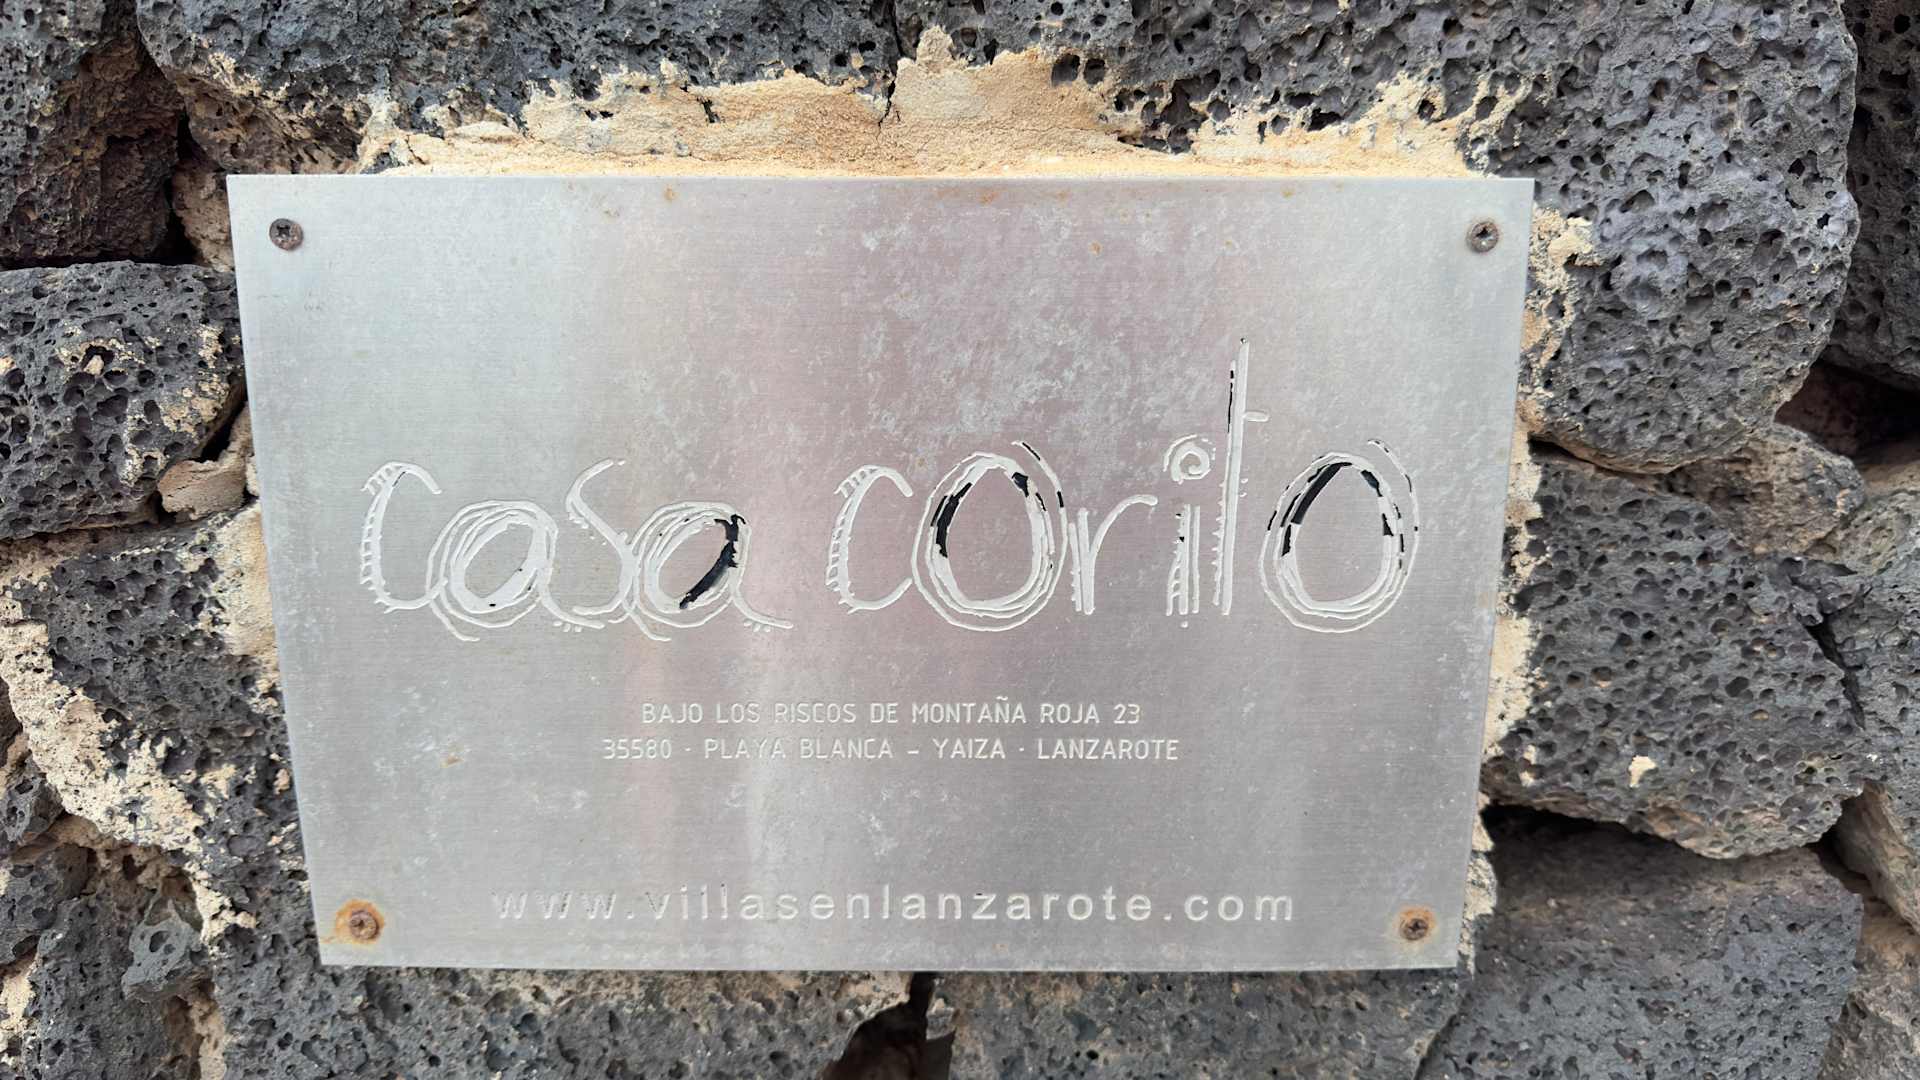 casa corito
BAJO LOS RISCOS DE MONTAÑA ROJA 23
35580 · PLAYA BLANCA - YAIZA · LANZAROTE
www.villasenlanzarote.com